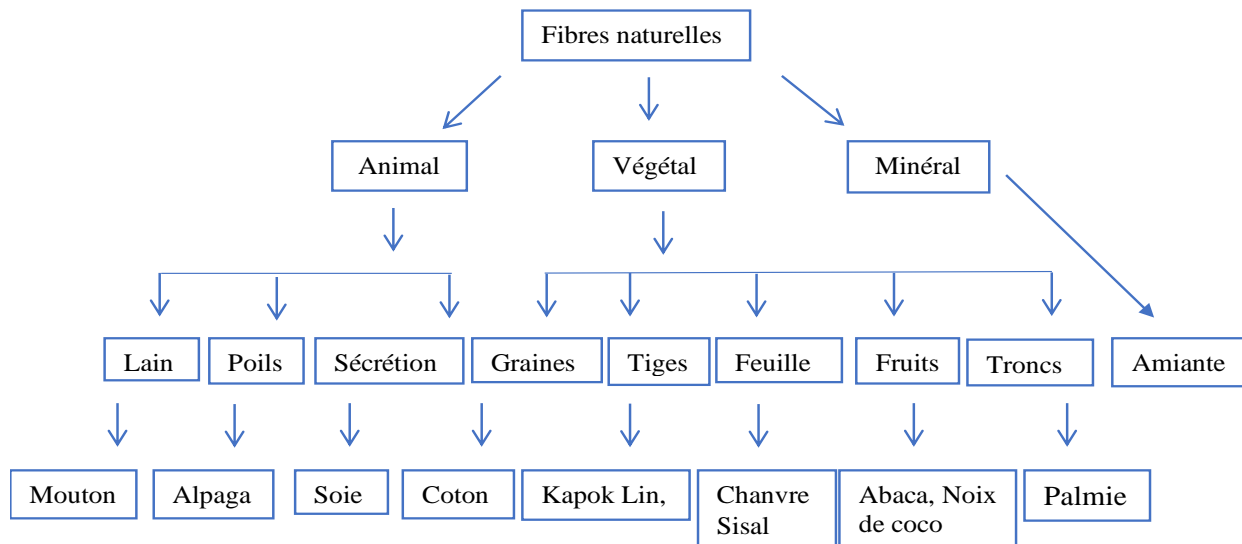 Fibres naturelles
Animal
Végétal
Minéral
Lain
Poils
Sécrétion
Graines
Tiges
Feuille
Fruits
Troncs
Amiante
Mouton
Alpaga
Soie
Coton
Kapok Lin,
Chanvre
Sisal
Abaca, Noix
de coco
Palmie